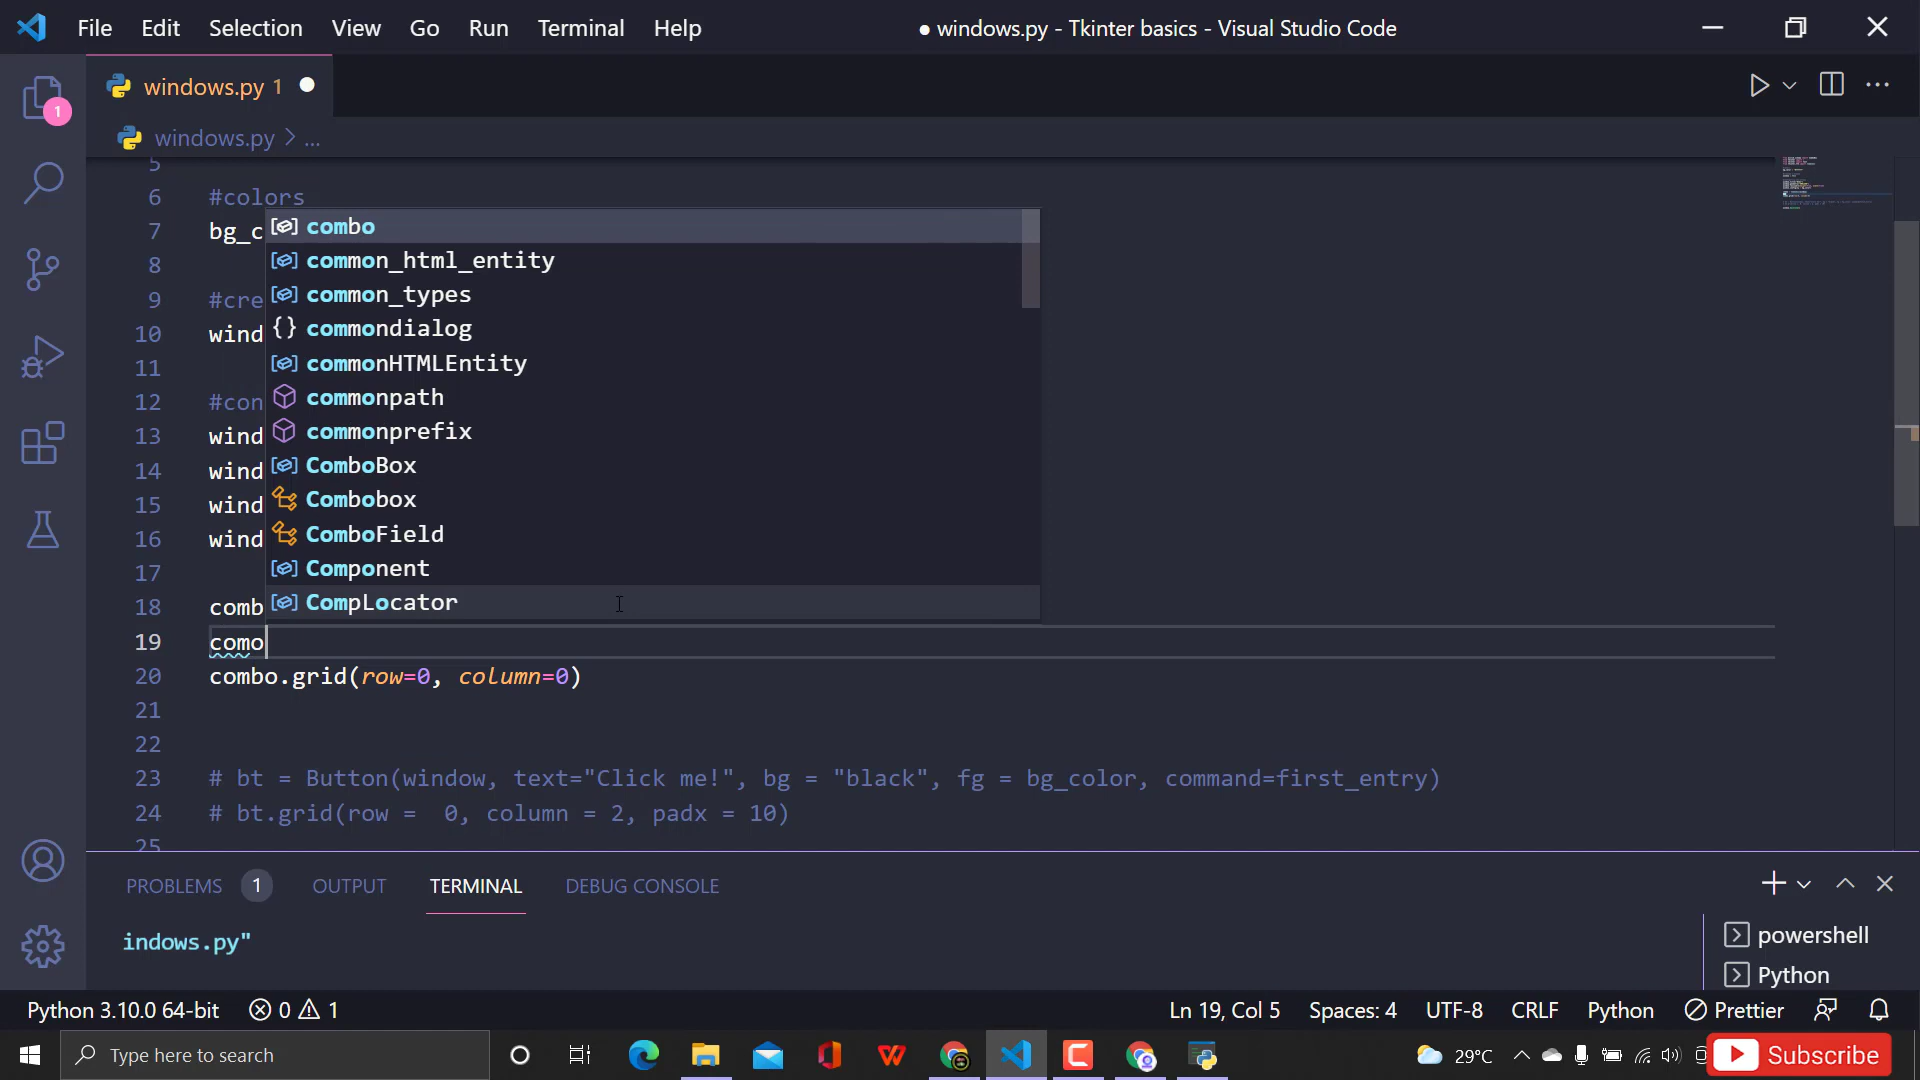 File Edit Selection View Go Run Terminal Help
● windows.py - Tkinter basics - Visual Studio Code
1
windows.py 1
windows.py > ...
5
6 #colors
7 bg_c
8
9 #cre
10 wind
11
12 #con
13 wind
14 wind
15 wind
16 wind
17
18 comb
19 como
20 combo.grid(row=0, column=0)
21
22
23 # bt = Button(window, text="Click me!", bg = "black", fg = bg_color, command=first_entry)
24 # bt.grid(row =  0, column = 2, padx = 10)
25
combo
common_html_entity
common_types
{} commondialog
commonHTMLEntity
commonpath
commonprefix
ComboBox
Combobox
ComboField
Component
CompLocator
PROBLEMS 1 OUTPUT TERMINAL DEBUG CONSOLE
indows.py"
powershell
Python
Python 3.10.0 64-bit 0 1
Ln 19, Col 5 Spaces: 4 UTF-8 CRLF Python Prettier
Type here to search
29°C
Subscribe